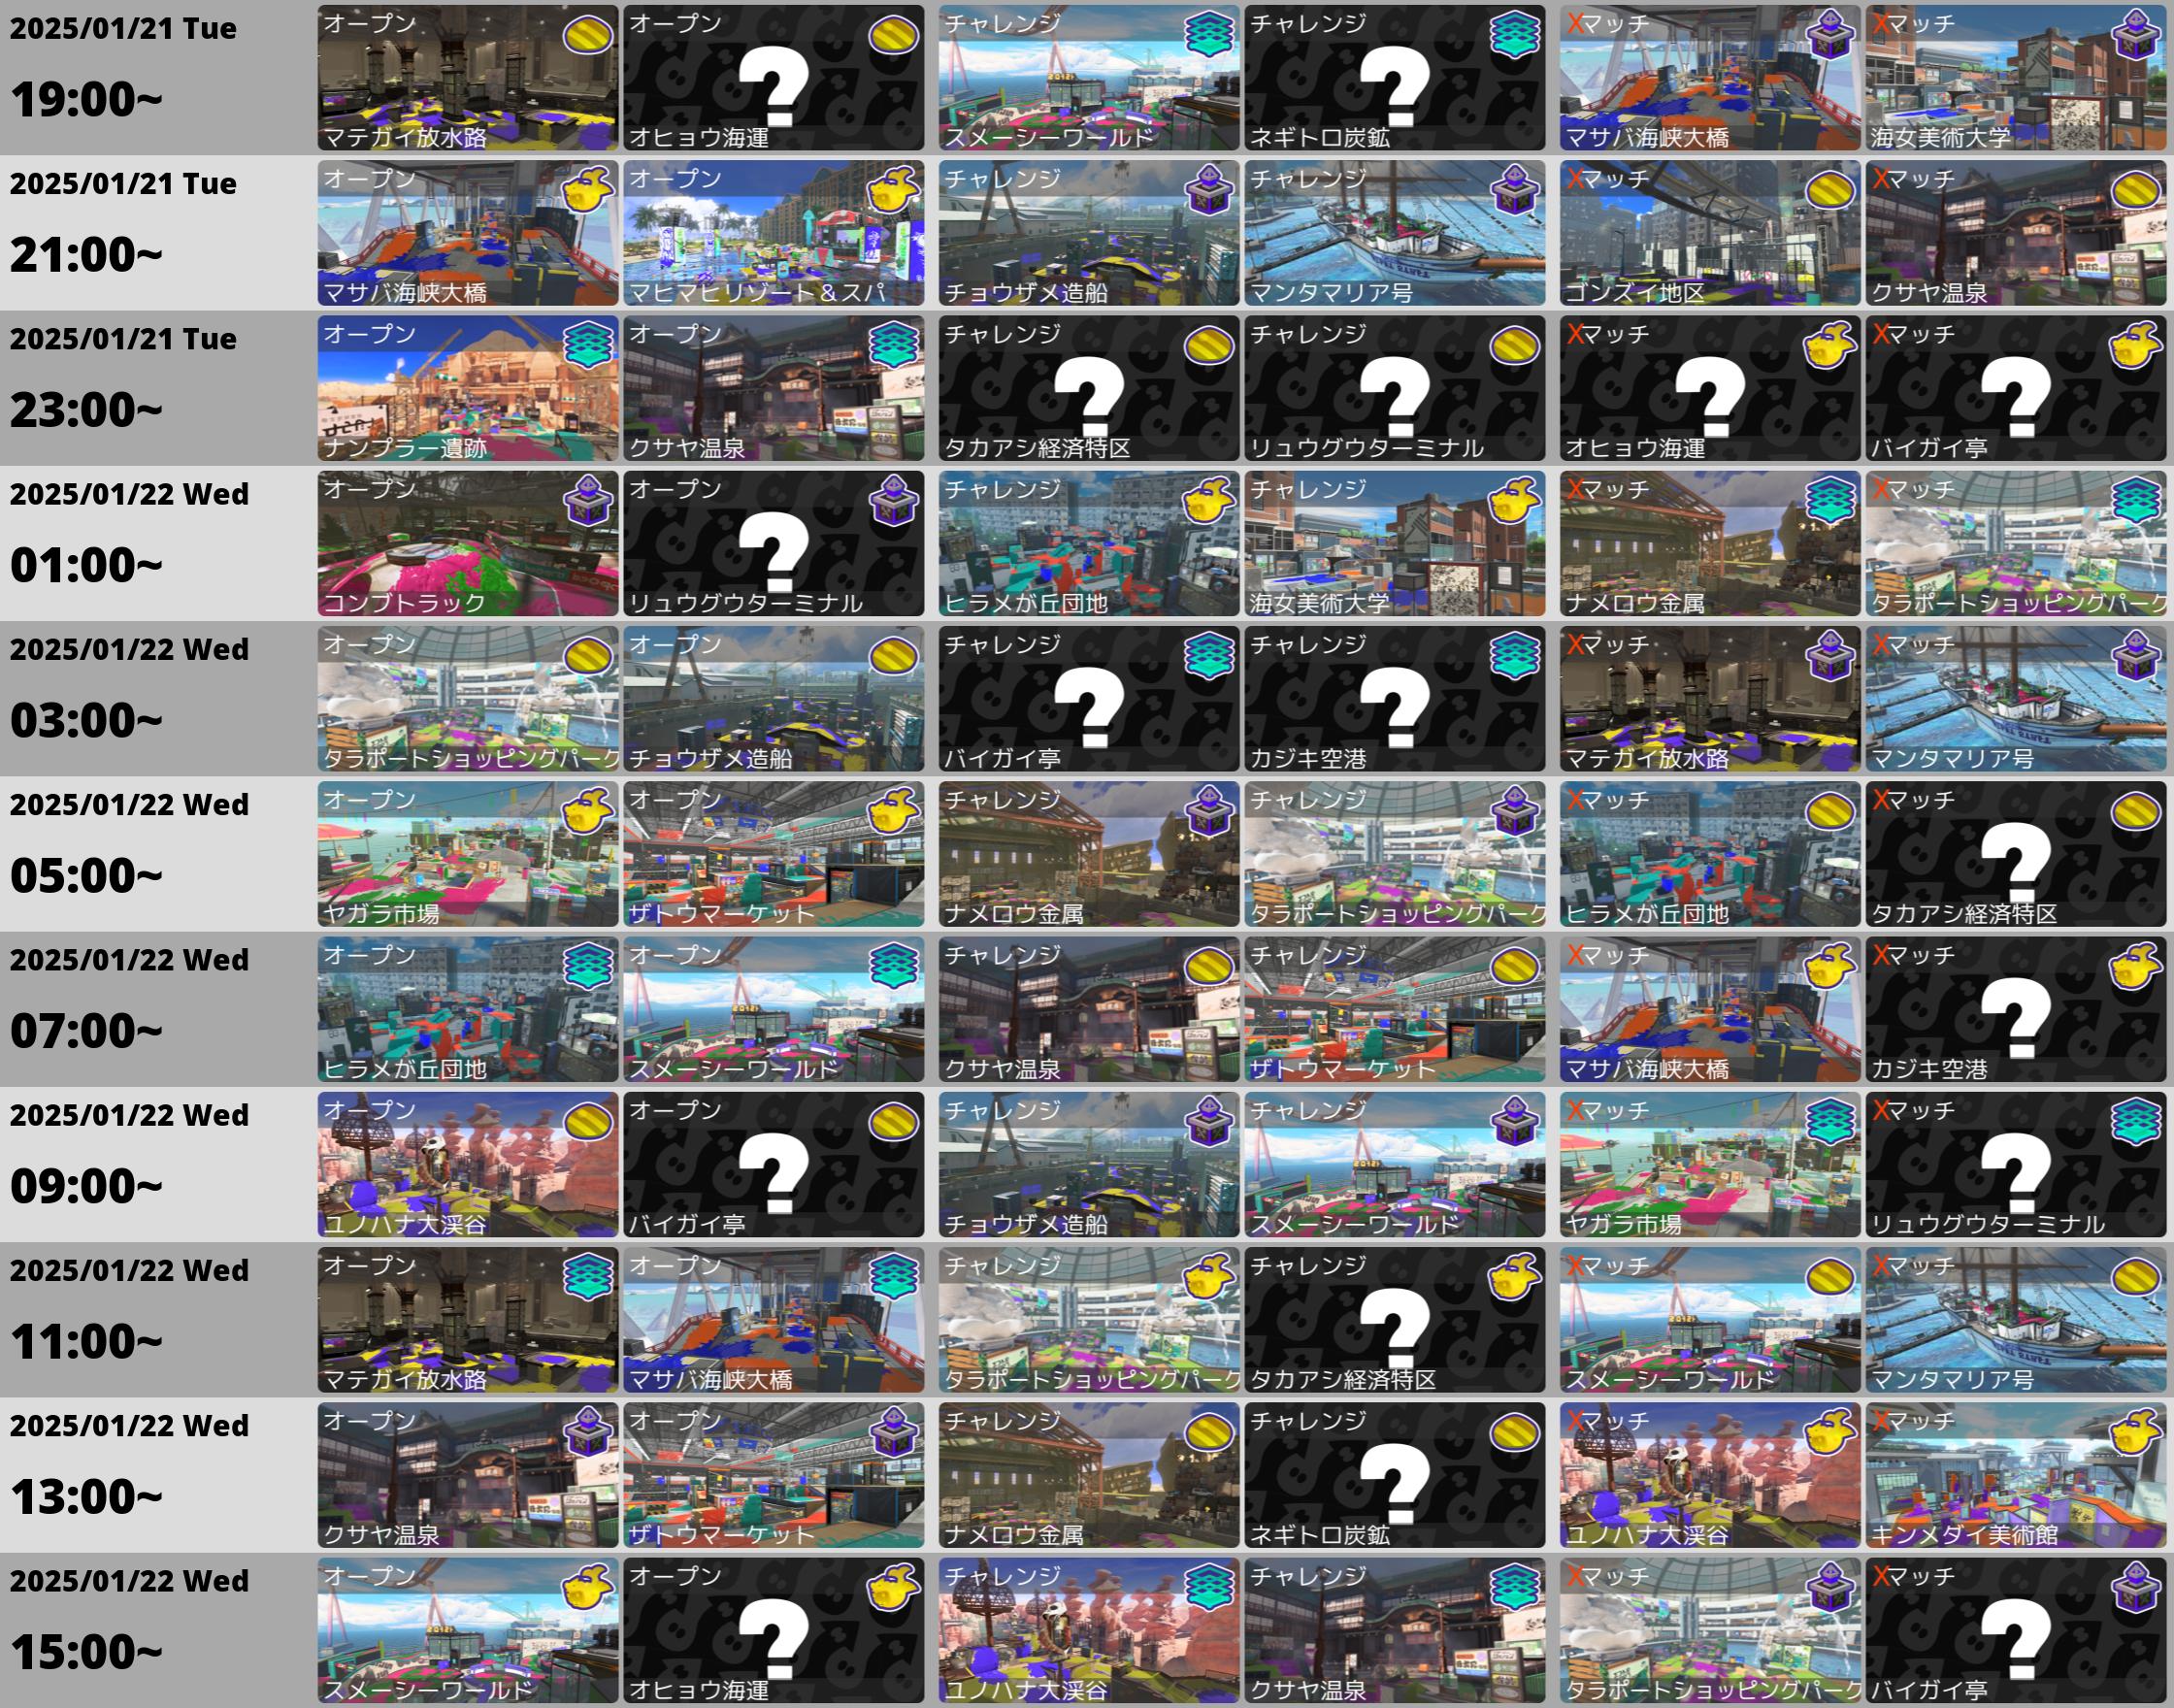 2025/01/21 Tue
19:00~
オープン
マテガイ放水路
オープン
オヒョウ海運
チャレンジ
スメーシーワールド
チャレンジ
ネギトロ炭鉱
Xマッチ
マサバ海峡大橋
Xマッチ
海女美術大学
2025/01/21 Tue
21:00~
オープン
マサバ海峡大橋
オープン
マヒマヒリゾート＆スパ
チャレンジ
チョウザメ造船
チャレンジ
マンタマリア号
Xマッチ
ゴンズイ地区
Xマッチ
クサヤ温泉
2025/01/21 Tue
23:00~
オープン
ナンプラー遺跡
オープン
クサヤ温泉
チャレンジ
タカアシ経済特区
チャレンジ
リュウグウターミナル
Xマッチ
オヒョウ海運
Xマッチ
バイガイ亭
2025/01/22 Wed
01:00~
オープン
コンブトラック
オープン
リュウグウターミナル
チャレンジ
ヒラメが丘団地
チャレンジ
海女美術大学
Xマッチ
ナメロウ金属
Xマッチ
タラポートショッピングパーク
2025/01/22 Wed
03:00~
オープン
タラポートショッピングパーク
オープン
チョウザメ造船
チャレンジ
バイガイ亭
チャレンジ
カジキ空港
Xマッチ
マテガイ放水路
Xマッチ
マンタマリア号
2025/01/22 Wed
05:00~
オープン
ヤガラ市場
オープン
ザトウマーケット
チャレンジ
ナメロウ金属
チャレンジ
タラポートショッピングパーク
Xマッチ
ヒラメが丘団地
Xマッチ
タカアシ経済特区
2025/01/22 Wed
07:00~
オープン
ヒラメが丘団地
オープン
スメーシーワールド
チャレンジ
クサヤ温泉
チャレンジ
ザトウマーケット
Xマッチ
マサバ海峡大橋
Xマッチ
カジキ空港
2025/01/22 Wed
09:00~
オープン
ユノハナ大渓谷
オープン
バイガイ亭
チャレンジ
チョウザメ造船
チャレンジ
スメーシーワールド
Xマッチ
ヤガラ市場
Xマッチ
リュウグウターミナル
2025/01/22 Wed
11:00~
オープン
マテガイ放水路
オープン
マサバ海峡大橋
チャレンジ
タラポートショッピングパーク
チャレンジ
タカアシ経済特区
Xマッチ
スメーシーワールド
Xマッチ
マンタマリア号
2025/01/22 Wed
13:00~
オープン
クサヤ温泉
オープン
ザトウマーケット
チャレンジ
ナメロウ金属
チャレンジ
ネギトロ炭鉱
Xマッチ
ユノハナ大渓谷
Xマッチ
キンメダイ美術館
2025/01/22 Wed
15:00~
オープン
スメーシーワールド
オープン
オヒョウ海運
チャレンジ
ユノハナ大渓谷
チャレンジ
クサヤ温泉
Xマッチ
タラポートショッピングパーク
Xマッチ
バイガイ亭